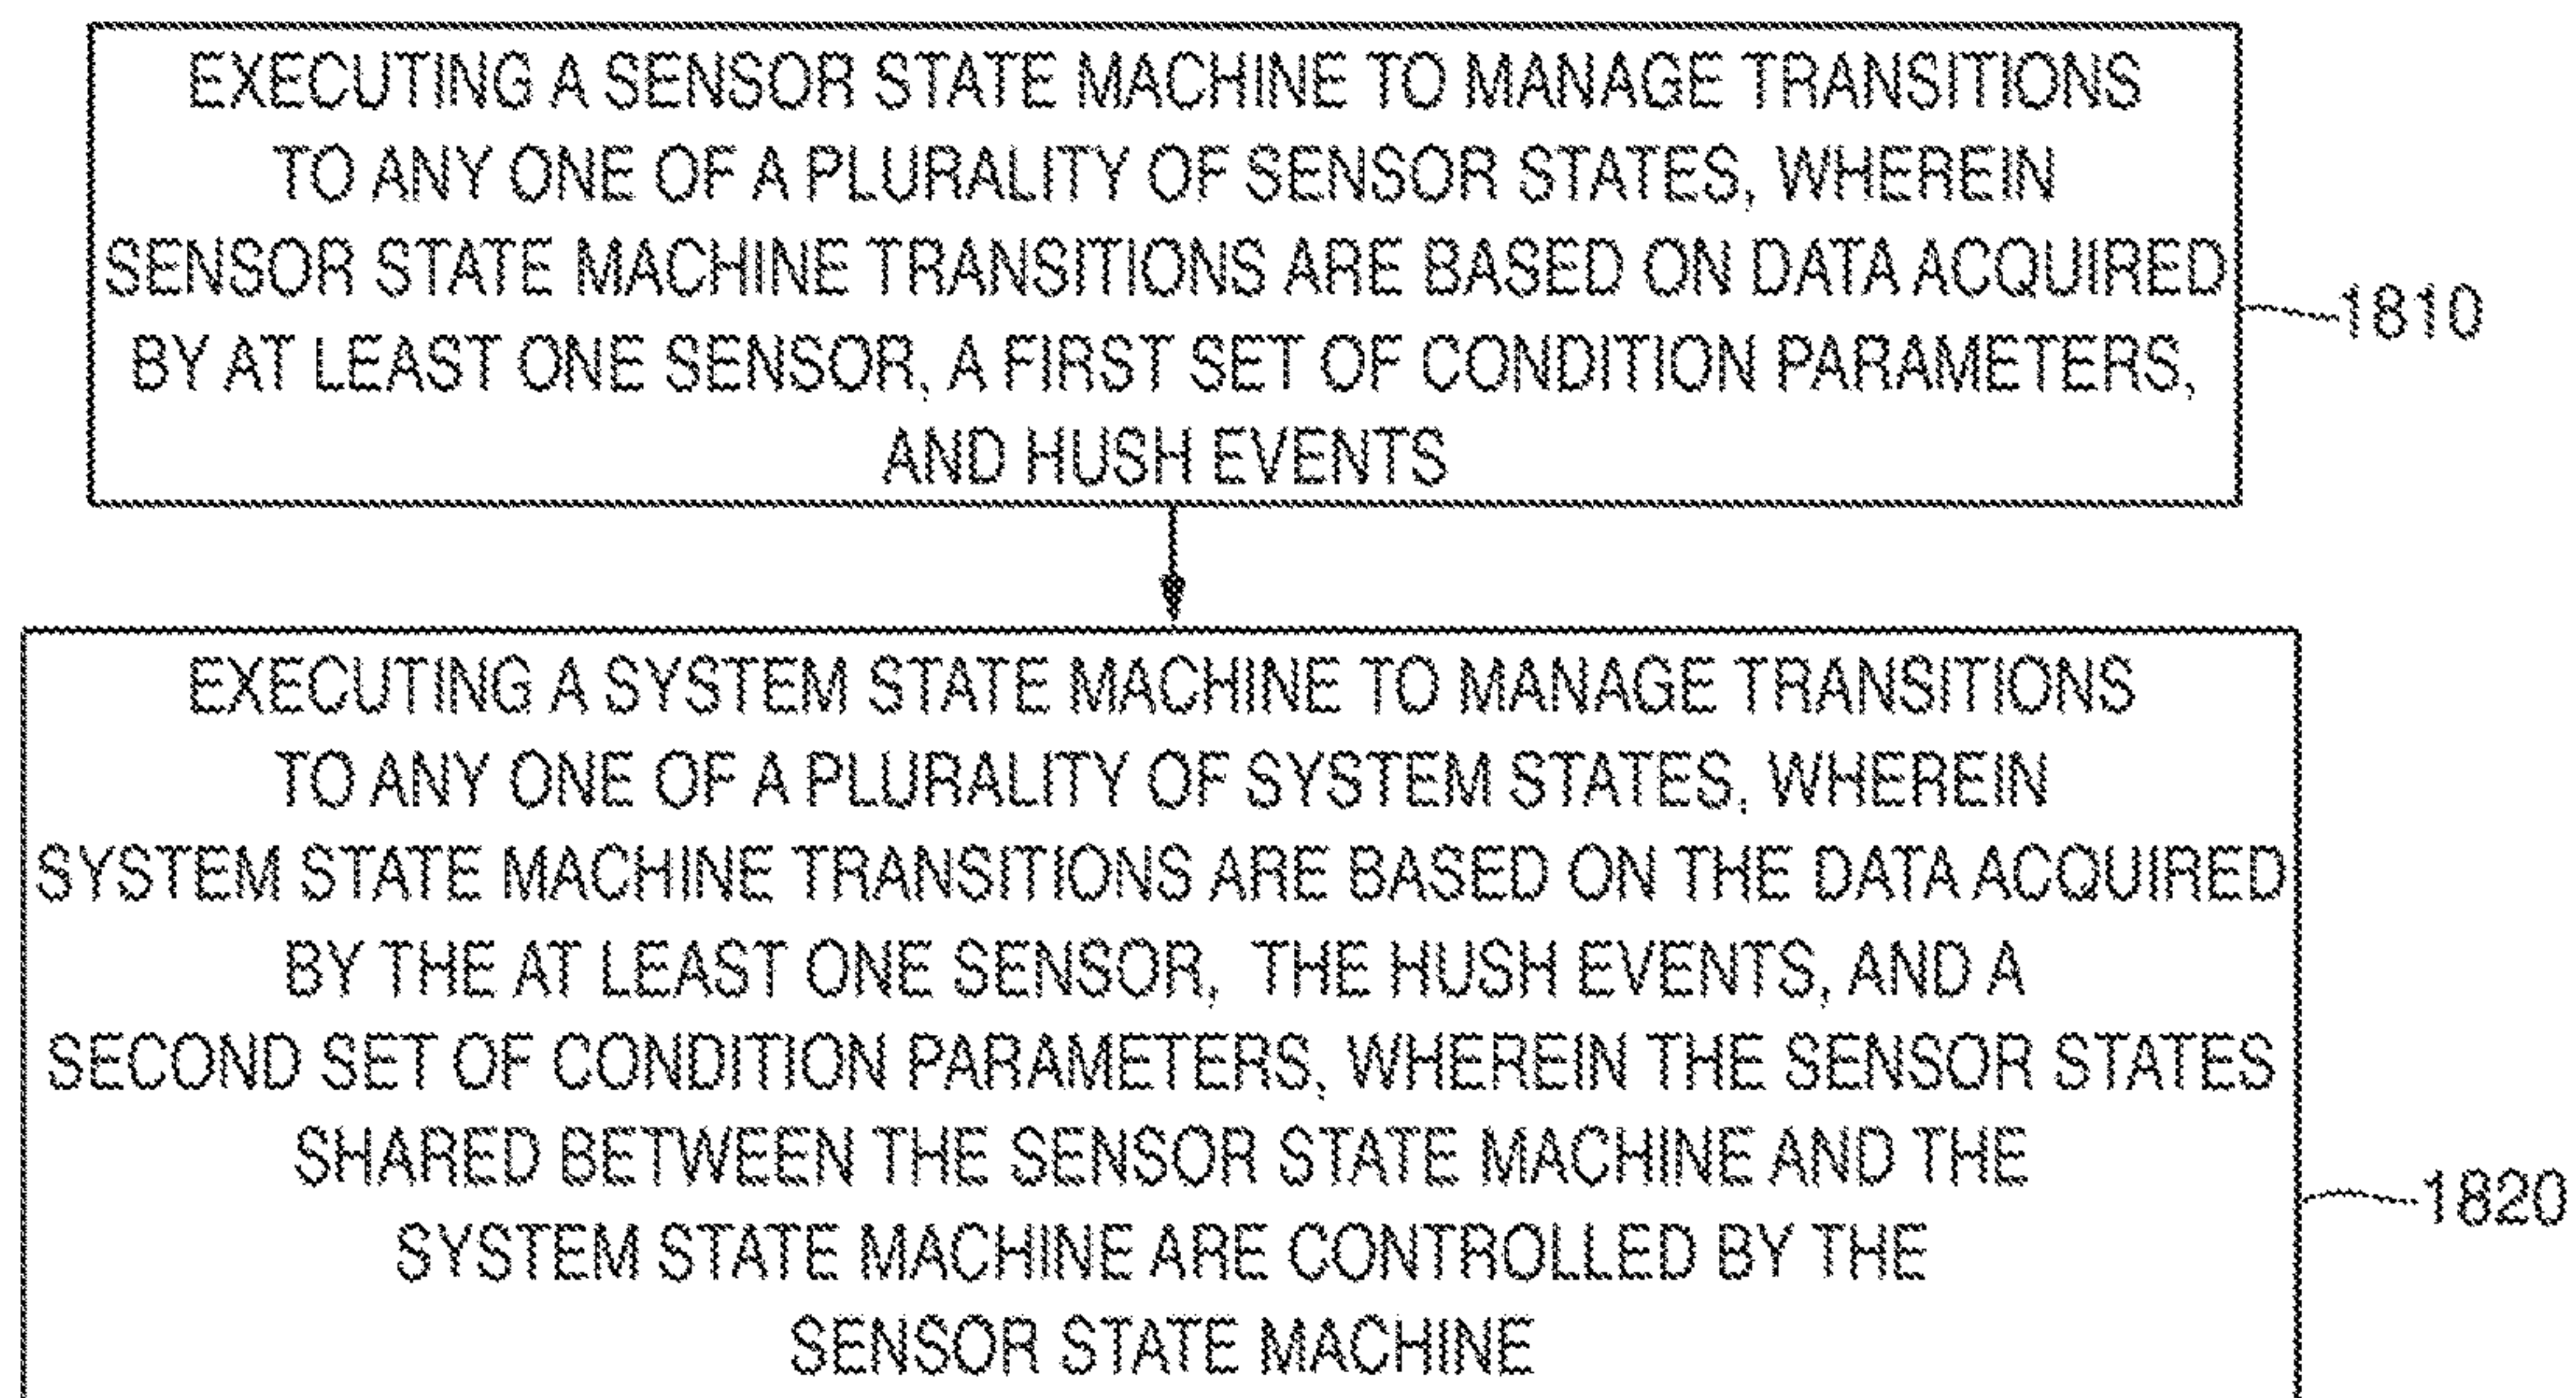 EXECUTING A SENSOR STATE MACHINE TO MANAGE TRANSITIONS
TO ANY ONE OF A PLURALITY OF SENSOR STATES, WHEREIN
SENSOR STATE MACHINE TRANSITIONS ARE BASED ON DATA ACQUIRED
BY AT LEAST ONE SENSOR, A FIRST SET OF CONDITION PARAMETERS,
AND HUSH EVENTS
1810
EXECUTING A SYSTEM STATE MACHINE TO MANAGE TRANSITIONS
TO ANY ONE OF A PLURALITY OF SYSTEM STATES, WHEREIN
SYSTEM STATE MACHINE TRANSITIONS ARE BASED ON THE DATA ACQUIRED
BY THE AT LEAST ONE SENSOR, THE HUSH EVENTS, AND A
SECOND SET OF CONDITION PARAMETERS, WHEREIN THE SENSOR STATES
SHARED BETWEEN THE SENSOR STATE MACHINE AND THE
SYSTEM STATE MACHINE ARE CONTROLLED BY THE
SENSOR STATE MACHINE
1820